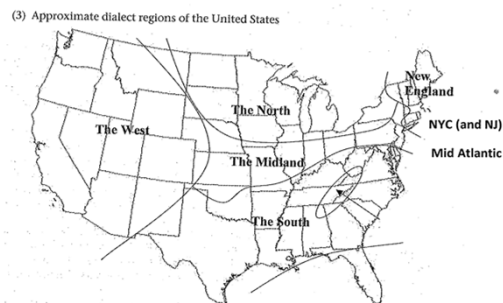 (3) Approximate dialect regions of the United States
New
England
The North
NYC (and NJ)
The West
Mid Atlantic
The Midland
The South